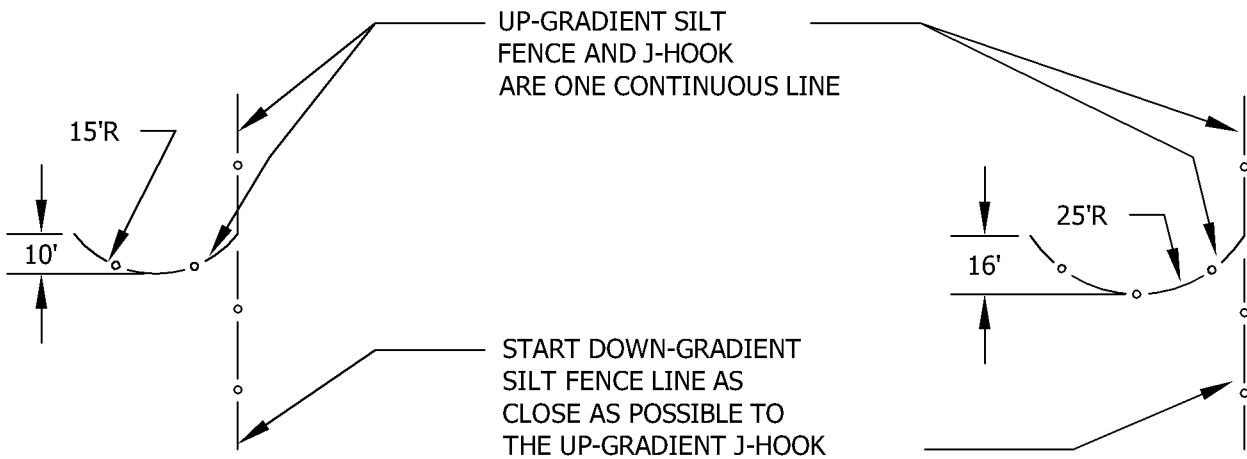 UP-GRADIENT SILT
FENCE AND J-HOOK
ARE ONE CONTINUOUS LINE
15'R
10'
25'R
16'
START DOWN-GRADIENT
SILT FENCE LINE AS
CLOSE AS POSSIBLE TO
THE UP-GRADIENT J-HOOK